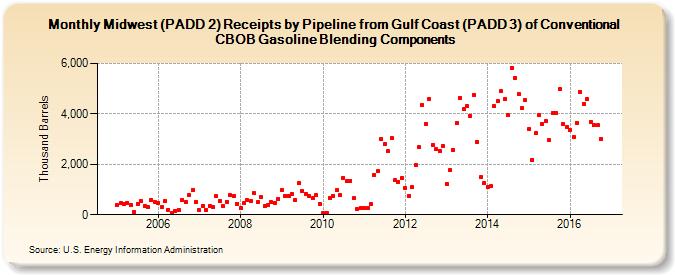 Monthly Midwest (PADD 2) Receipts by Pipeline from Gulf Coast (PADD 3) of Conventional
CBOB Gasoline Blending Components
Thousand Barrels
6,000
4,000
2,000
0
2006
2008
2010
2012
2014
2016
Source: U.S. Energy Information Administration